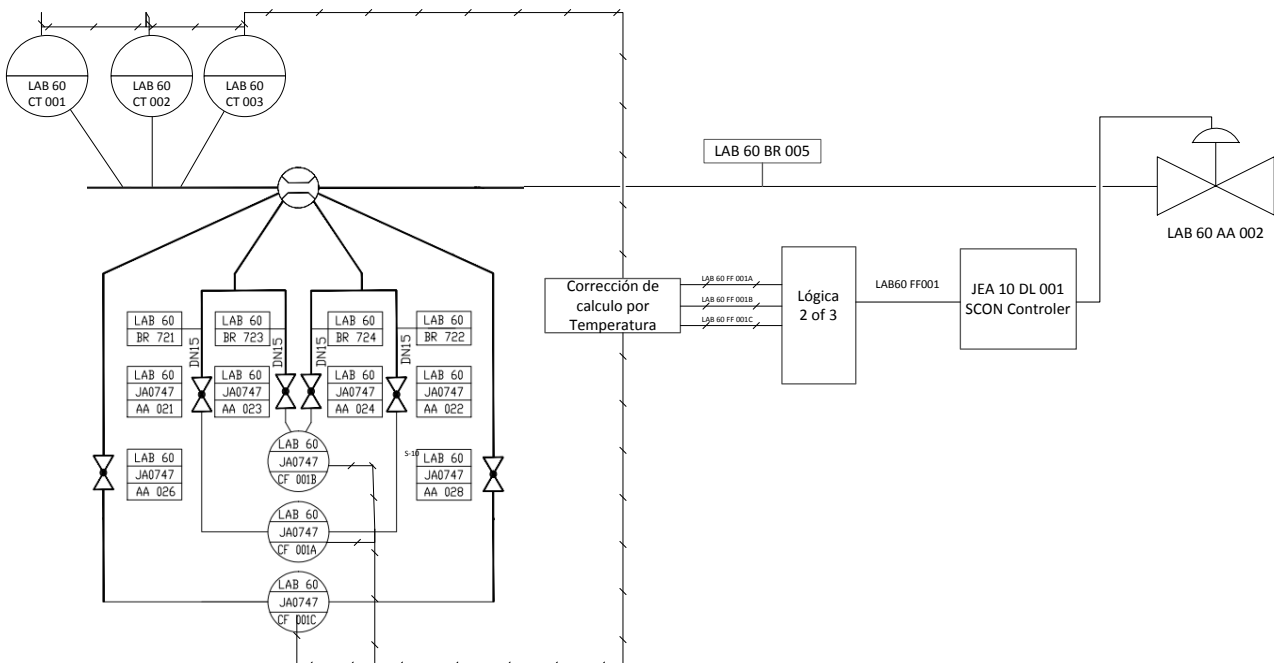 LAB 60
CT 001
LAB 60
CT 002
LAB 60
CT 003
LAB 60 BR 005
LAB 60 AA 002
Corrección de
calculo por
Temperatura
LAB 60 FF 001A
LAB 60 FF 001B
LAB 60 FF 001C
Lógica
2 of 3
LAB60 FF001
JEA 10 DL 001
SCON Controler
LAB 60
BR 721
DN15
LAB 60
BR 723
DN15
LAB 60
BR 724
DN15
LAB 60
BR 722
LAB 60
JA0747
AA 021
LAB 60
JA0747
AA 023
LAB 60
JA0747
AA 024
LAB 60
JA0747
AA 022
LAB 60
JA0747
AA 026
LAB 60
JA0747
CF 001B
S-10
LAB 60
JA0747
AA 028
LAB 60
JA0747
CF 001A
LAB 60
JA0747
CF 001C